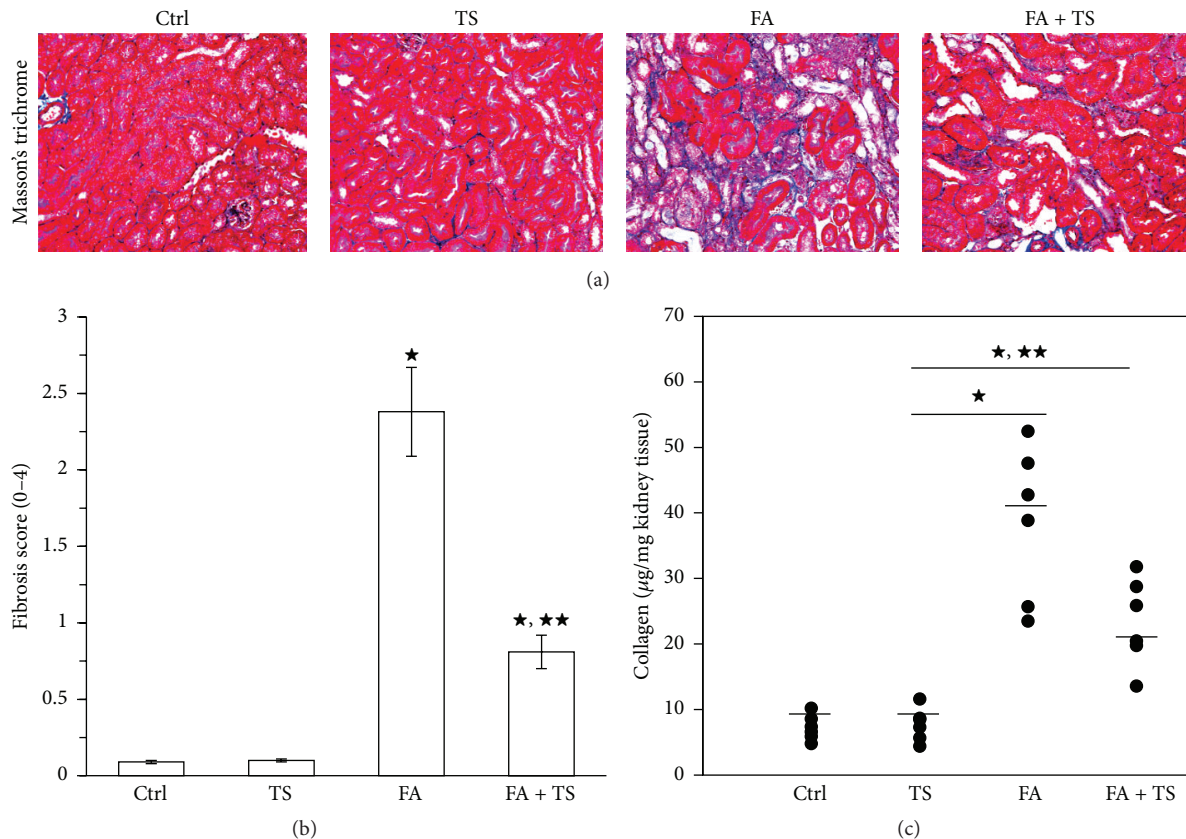 Ctrl TS FA FA + TS
Masson's trichrome
(a)
Fibrosis score (0–4)
3
2.5
2
1.5
1
0.5
0
★
★, ★★
Ctrl TS FA FA + TS
(b)
Collagen (µg/mg kidney tissue)
70
60
50
40
30
20
10
0
★, ★★
★
Ctrl TS FA FA + TS
(c)